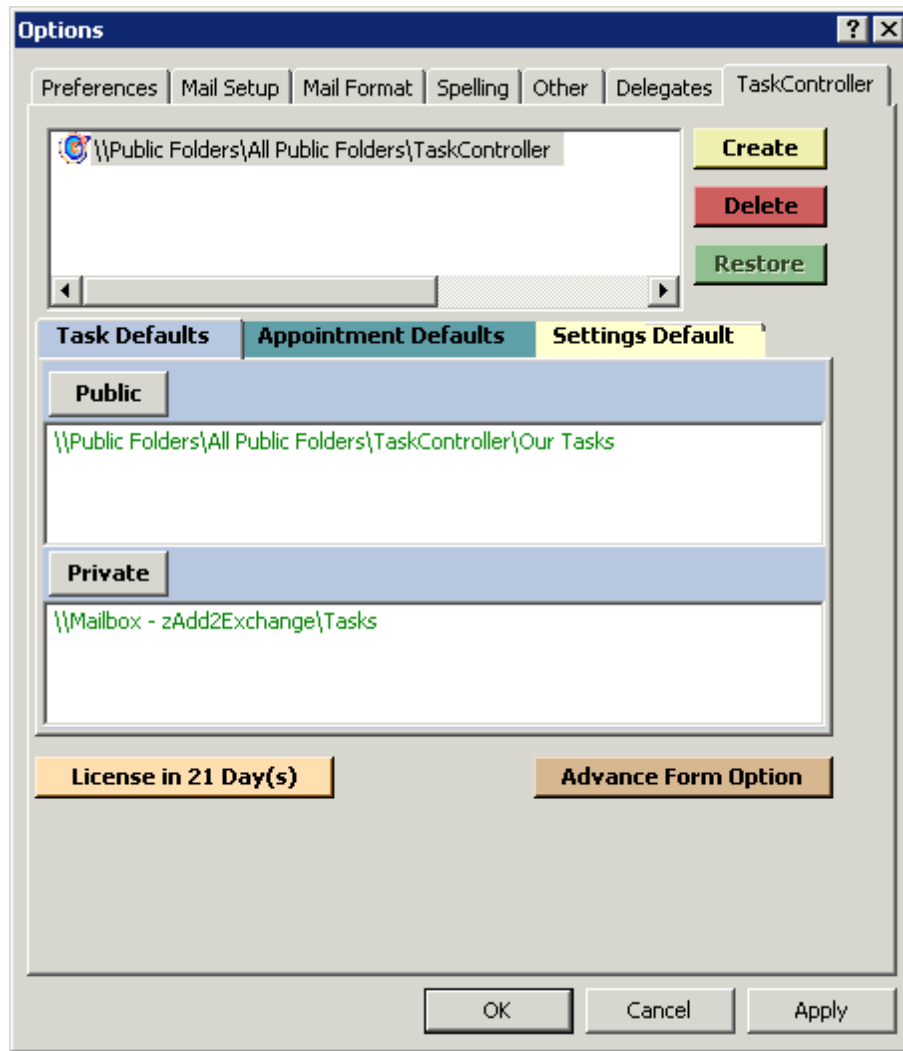 Options
Preferences Mail Setup Mail Format Spelling Other Delegates TaskController
\\Public Folders\All Public Folders\TaskController
Create
Delete
Restore
Task Defaults Appointment Defaults Settings Default
Public
\\Public Folders\All Public Folders\TaskController\Our Tasks
Private
\\Mailbox - zAdd2Exchange\Tasks
License in 21 Day(s) Advance Form Option
OK Cancel Apply